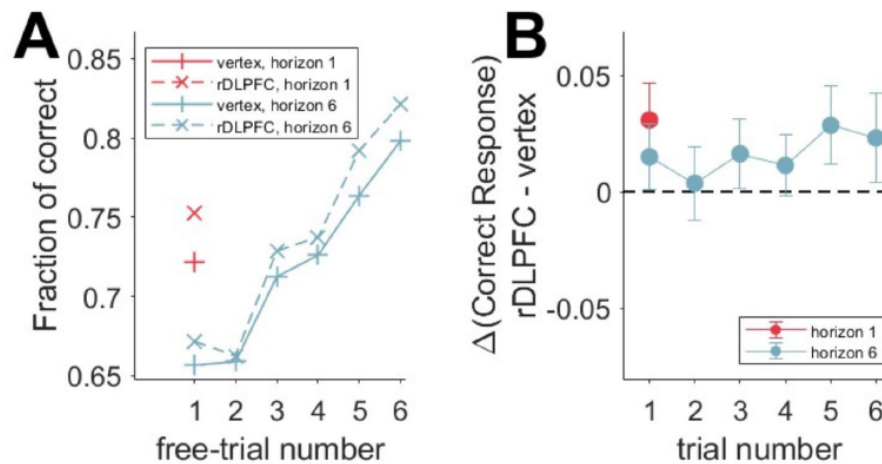 A
Fraction of correct
0.85
0.8
0.75
0.7
0.65
vertex, horizon 1
rDLPFC, horizon 1
vertex, horizon 6
rDLPFC, horizon 6
1 2 3 4 5 6
free-trial number
B
Δ(Correct Response)
rDLPFC - vertex
0.05
0
-0.05
horizon 1
horizon 6
1 2 3 4 5 6
trial number